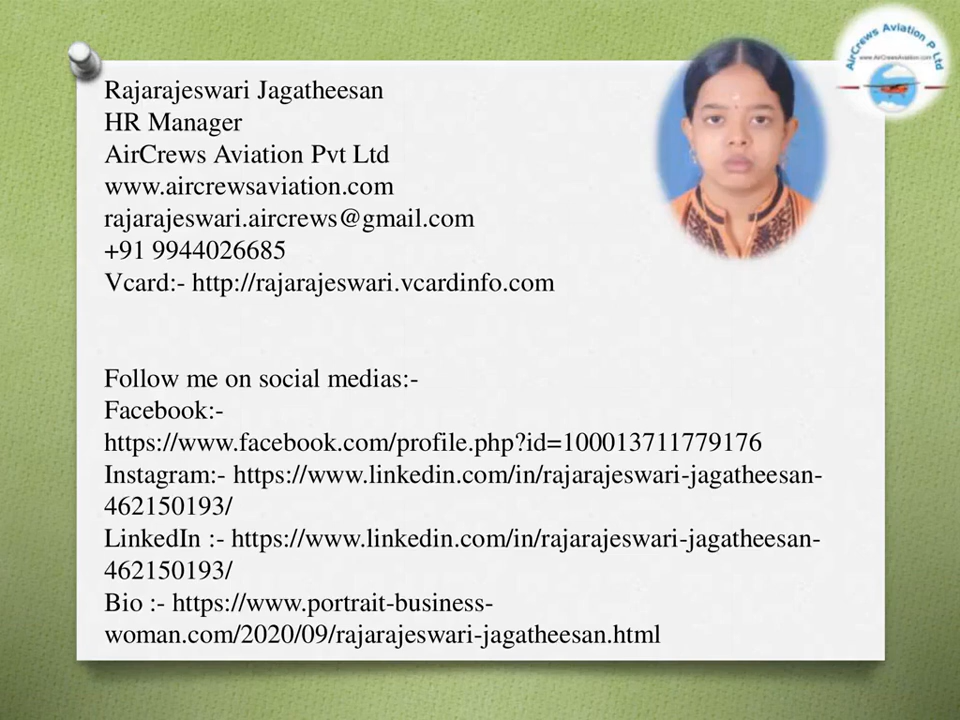 AirCrews Aviation P Ltd
www.AirCrewsAviation.com
Rajarajeswari Jagatheesan
HR Manager
AirCrews Aviation Pvt Ltd
www.aircrewsaviation.com
rajarajeswari.aircrews@gmail.com
+91 9944026685
Vcard:- http://rajarajeswari.vcardinfo.com
Follow me on social medias:-
Facebook:-
https://www.facebook.com/profile.php?id=100013711779176
Instagram:- https://www.linkedin.com/in/rajarajeswari-jagatheesan-
462150193/
LinkedIn :- https://www.linkedin.com/in/rajarajeswari-jagatheesan-
462150193/
Bio :- https://www.portrait-business-
woman.com/2020/09/rajarajeswari-jagatheesan.html